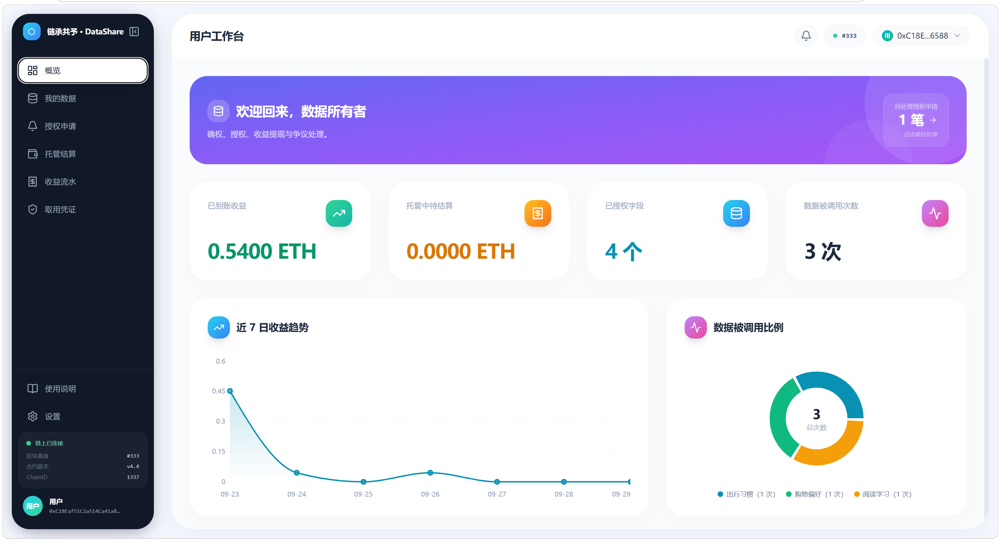 链承共予 • DataShare
概览
我的数据
授权申请
托管结算
收益流水
取用凭证
使用说明
设置
链上已连接
区块高度 #333
合约版本 v4.4
ChainID 1337
用户
用户
0xC18Eaf51C2a514Ca41a8…
用户工作台
#333
用 0xC18E...6588
欢迎回来，数据所有者
确权、授权、收益提现与争议处理。
待处理授权申请
1 笔
点击前往处理
已到账收益
0.5400 ETH
托管中待结算
0.0000 ETH
已授权字段
4 个
数据被调用次数
3 次
近 7 日收益趋势
0.6
0.45
0.3
0.15
0
09-23 09-24 09-25 09-26 09-27 09-28 09-29
数据被调用比例
3
总次数
出行习惯（1 次） 购物偏好（1 次） 阅读学习（1 次）